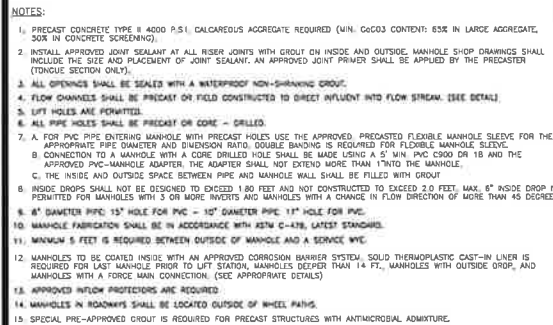 NOTES:
1. PRECAST CONCRETE TYPE II 4000 P.S.I. CALCAREOUS AGGREGATE REQUIRED (MIN. CaCO3 CONTENT: 65% IN LARGE AGGREGATE,
50% IN CONCRETE SCREENING).
2. INSTALL APPROVED JOINT SEALANT AT ALL RISER JOINTS WITH GROUT ON INSIDE AND OUTSIDE. MANHOLE SHOP DRAWINGS SHALL
INCLUDE THE SIZE AND PLACEMENT OF JOINT SEALANT. AN APPROVED JOINT PRIMER SHALL BE APPLIED BY THE PRECASTER
(TONGUE SECTION ONLY).
3. ALL OPENINGS SHALL BE SEALED WITH A WATERPROOF NON-SHRINKING GROUT.
4. FLOW CHANNELS SHALL BE PRECAST OR FIELD CONSTRUCTED TO DIRECT INFLUENT INTO FLOW STREAM. (SEE DETAIL)
5. LIFT HOLES ARE PERMITTED.
6. ALL PIPE HOLES SHALL BE PRECAST OR CORE - DRILLED.
7. A. FOR PVC PIPE ENTERING MANHOLE WITH PRECAST HOLES USE THE APPROVED, PRECASTED FLEXIBLE MANHOLE SLEEVE FOR THE
APPROPRIATE PIPE DIAMETER AND DIMENSION RATIO. DOUBLE BANDING IS REQUIRED FOR FLEXIBLE MANHOLE SLEEVE.
B. CONNECTION TO A MANHOLE WITH A CORE DRILLED HOLE SHALL BE MADE USING A 5' MIN. PVC C900 DR 18 AND THE
APPROVED PVC-MANHOLE ADAPTER. THE ADAPTER SHALL NOT EXTEND MORE THAN 1" INTO THE MANHOLE.
C. THE INSIDE AND OUTSIDE SPACE BETWEEN PIPE AND MANHOLE WALL SHALL BE FILLED WITH GROUT
8. INSIDE DROPS SHALL NOT BE DESIGNED TO EXCEED 1.80 FEET AND NOT CONSTRUCTED TO EXCEED 2.0 FEET. MAX. 6" INSIDE DROP
PERMITTED FOR MANHOLES WITH 3 OR MORE INVERTS AND MANHOLES WITH A CHANGE IN FLOW DIRECTION OF MORE THAN 45 DEGREE
9. 8" DIAMETER PIPE: 15" HOLE FOR PVC - 10" DIAMETER PIPE: 17" HOLE FOR PVC.
10. MANHOLE FABRICATION SHALL BE IN ACCORDANCE WITH ASTM C-478, LATEST STANDARD.
11. MINIMUM 5 FEET IS REQUIRED BETWEEN OUTSIDE OF MANHOLE AND A SERVICE WYE.
12. MANHOLES TO BE COATED INSIDE WITH AN APPROVED CORROSION BARRIER SYSTEM. SOLID THERMOPLASTIC CAST-IN LINER IS
REQUIRED FOR LAST MANHOLE PRIOR TO LIFT STATION, MANHOLES DEEPER THAN 14 FT., MANHOLES WITH OUTSIDE DROP, AND
MANHOLES WITH A FORCE MAIN CONNECTION. (SEE APPROPRIATE DETAILS)
13. APPROVED INFLOW PROTECTORS ARE REQUIRED
14. MANHOLES IN ROADWAYS SHALL BE LOCATED OUTSIDE OF WHEEL PATHS.
15. SPECIAL PRE-APPROVED GROUT IS REQUIRED FOR PRECAST STRUCTURES WITH ANTIMICROBIAL ADMIXTURE.